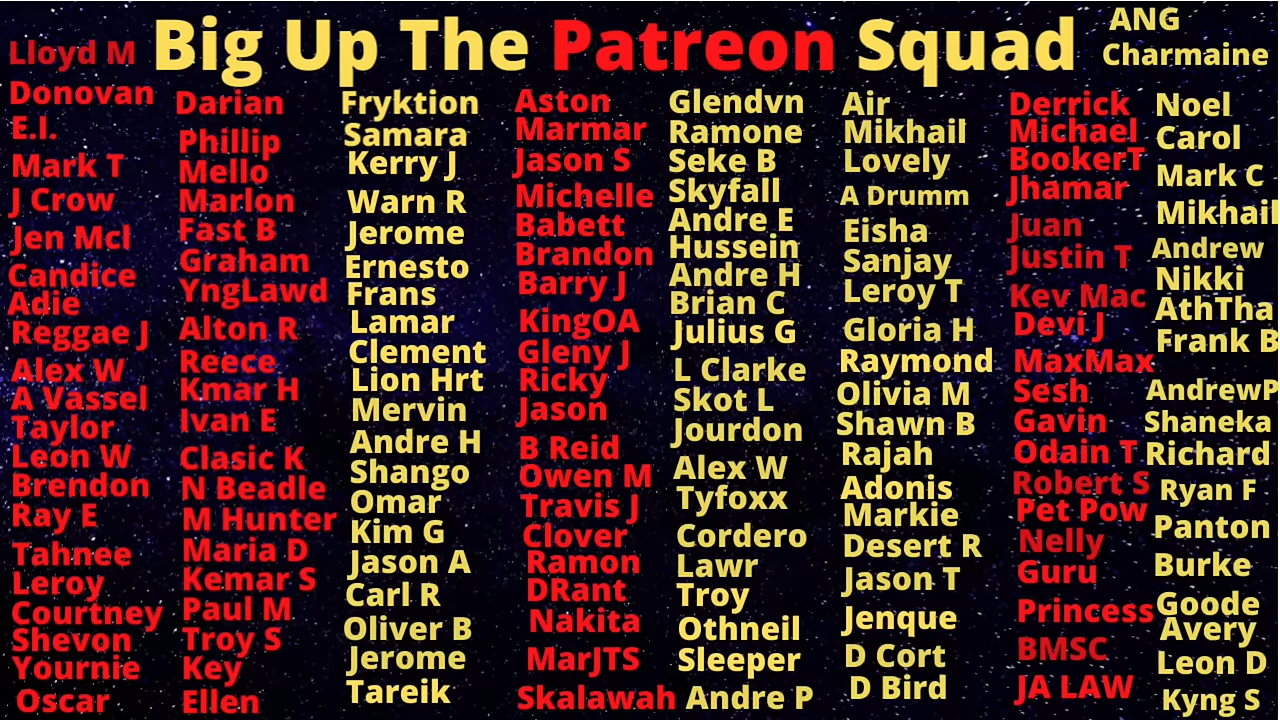 Big Up The Patreon Squad
Lloyd M
Donovan
E.I.
Mark T
J Crow
Jen Mcl
Candice
Adie
Reggae J
Alex W
A Vassel
Taylor
Leon W
Brendon
Ray E
Tahnee
Leroy
Courtney
Shevon
Yournie
Oscar
Darian
Phillip
Mello
Marlon
Fast B
Graham
YngLawd
Alton R
Reece
Kmar H
Ivan E
Clasic K
N Beadle
M Hunter
Maria D
Kemar S
Paul M
Troy S
Key
Ellen
Fryktion
Samara
Kerry J
Warn R
Jerome
Ernesto
Frans
Lamar
Clement
Lion Hrt
Mervin
Andre H
Shango
Omar
Kim G
Jason A
Carl R
Oliver B
Jerome
Tareik
Aston
Marmar
Jason S
Michelle
Babett
Brandon
Barry J
KingOA
Gleny J
Ricky
Jason
B Reid
Owen M
Travis J
Clover
Ramon
DRant
Nakita
MarJTS
Skalawah
Glendvn
Ramone
Seke B
Skyfall
Andre E
Hussein
Andre H
Brian C
Julius G
L Clarke
Skot L
Jourdon
Alex W
Tyfoxx
Cordero
Lawr
Troy
Othneil
Sleeper
Andre P
Air
Mikhail
Lovely
A Drumm
Eisha
Sanjay
Leroy T
Gloria H
Raymond
Olivia M
Shawn B
Rajah
Adonis
Markie
Desert R
Jason T
Jenque
D Cort
D Bird
Derrick
Michael
BookerT
Jhamar
Juan
Justin T
Kev Mac
Devi J
MaxMax
Sesh
Gavin
Odain T
Robert S
Pet Pow
Nelly
Guru
Princess
BMSC
JA LAW
ANG
Charmaine
Noel
Carol
Mark C
Mikhail
Andrew
Nikki
AthTha
Frank B
AndrewP
Shaneka
Richard
Ryan F
Panton
Burke
Goode
Avery
Leon D
Kyng S